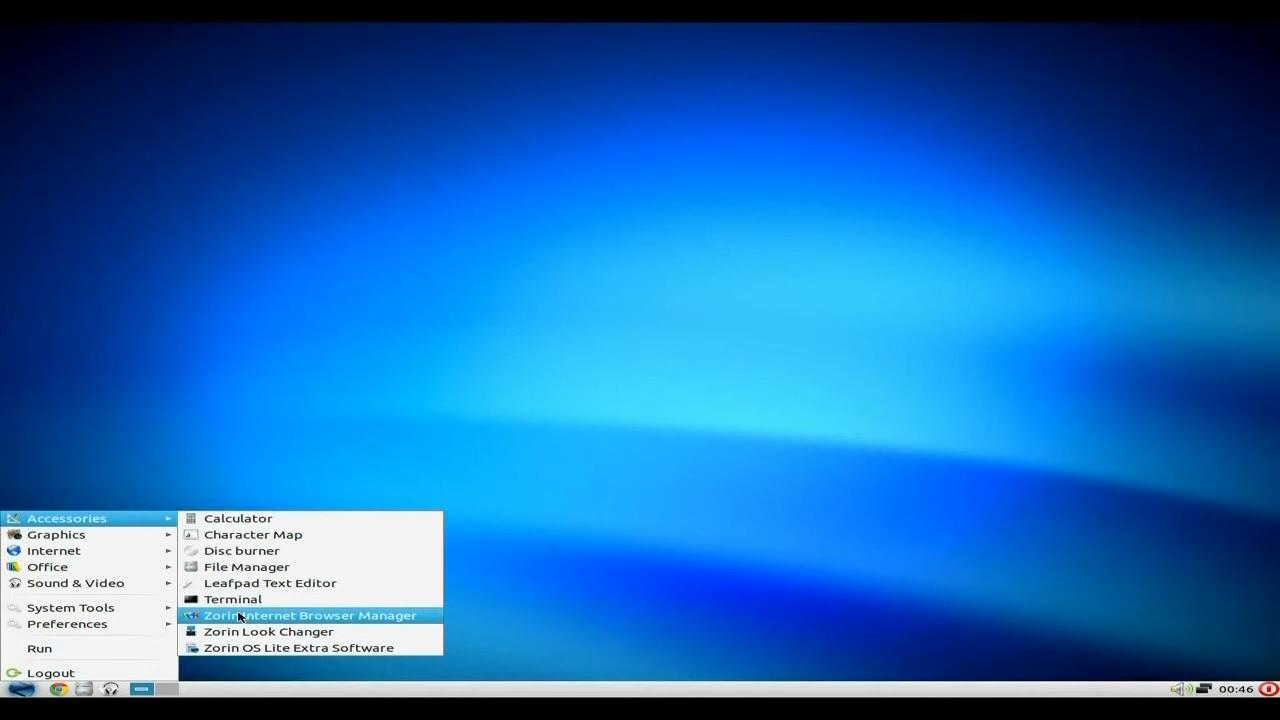 Accessories
Graphics
Internet
Office
Sound & Video
System Tools
Preferences
Run
Logout
Calculator
Character Map
Disc burner
File Manager
Leafpad Text Editor
Terminal
Zorin Internet Browser Manager
Zorin Look Changer
Zorin OS Lite Extra Software
00:46